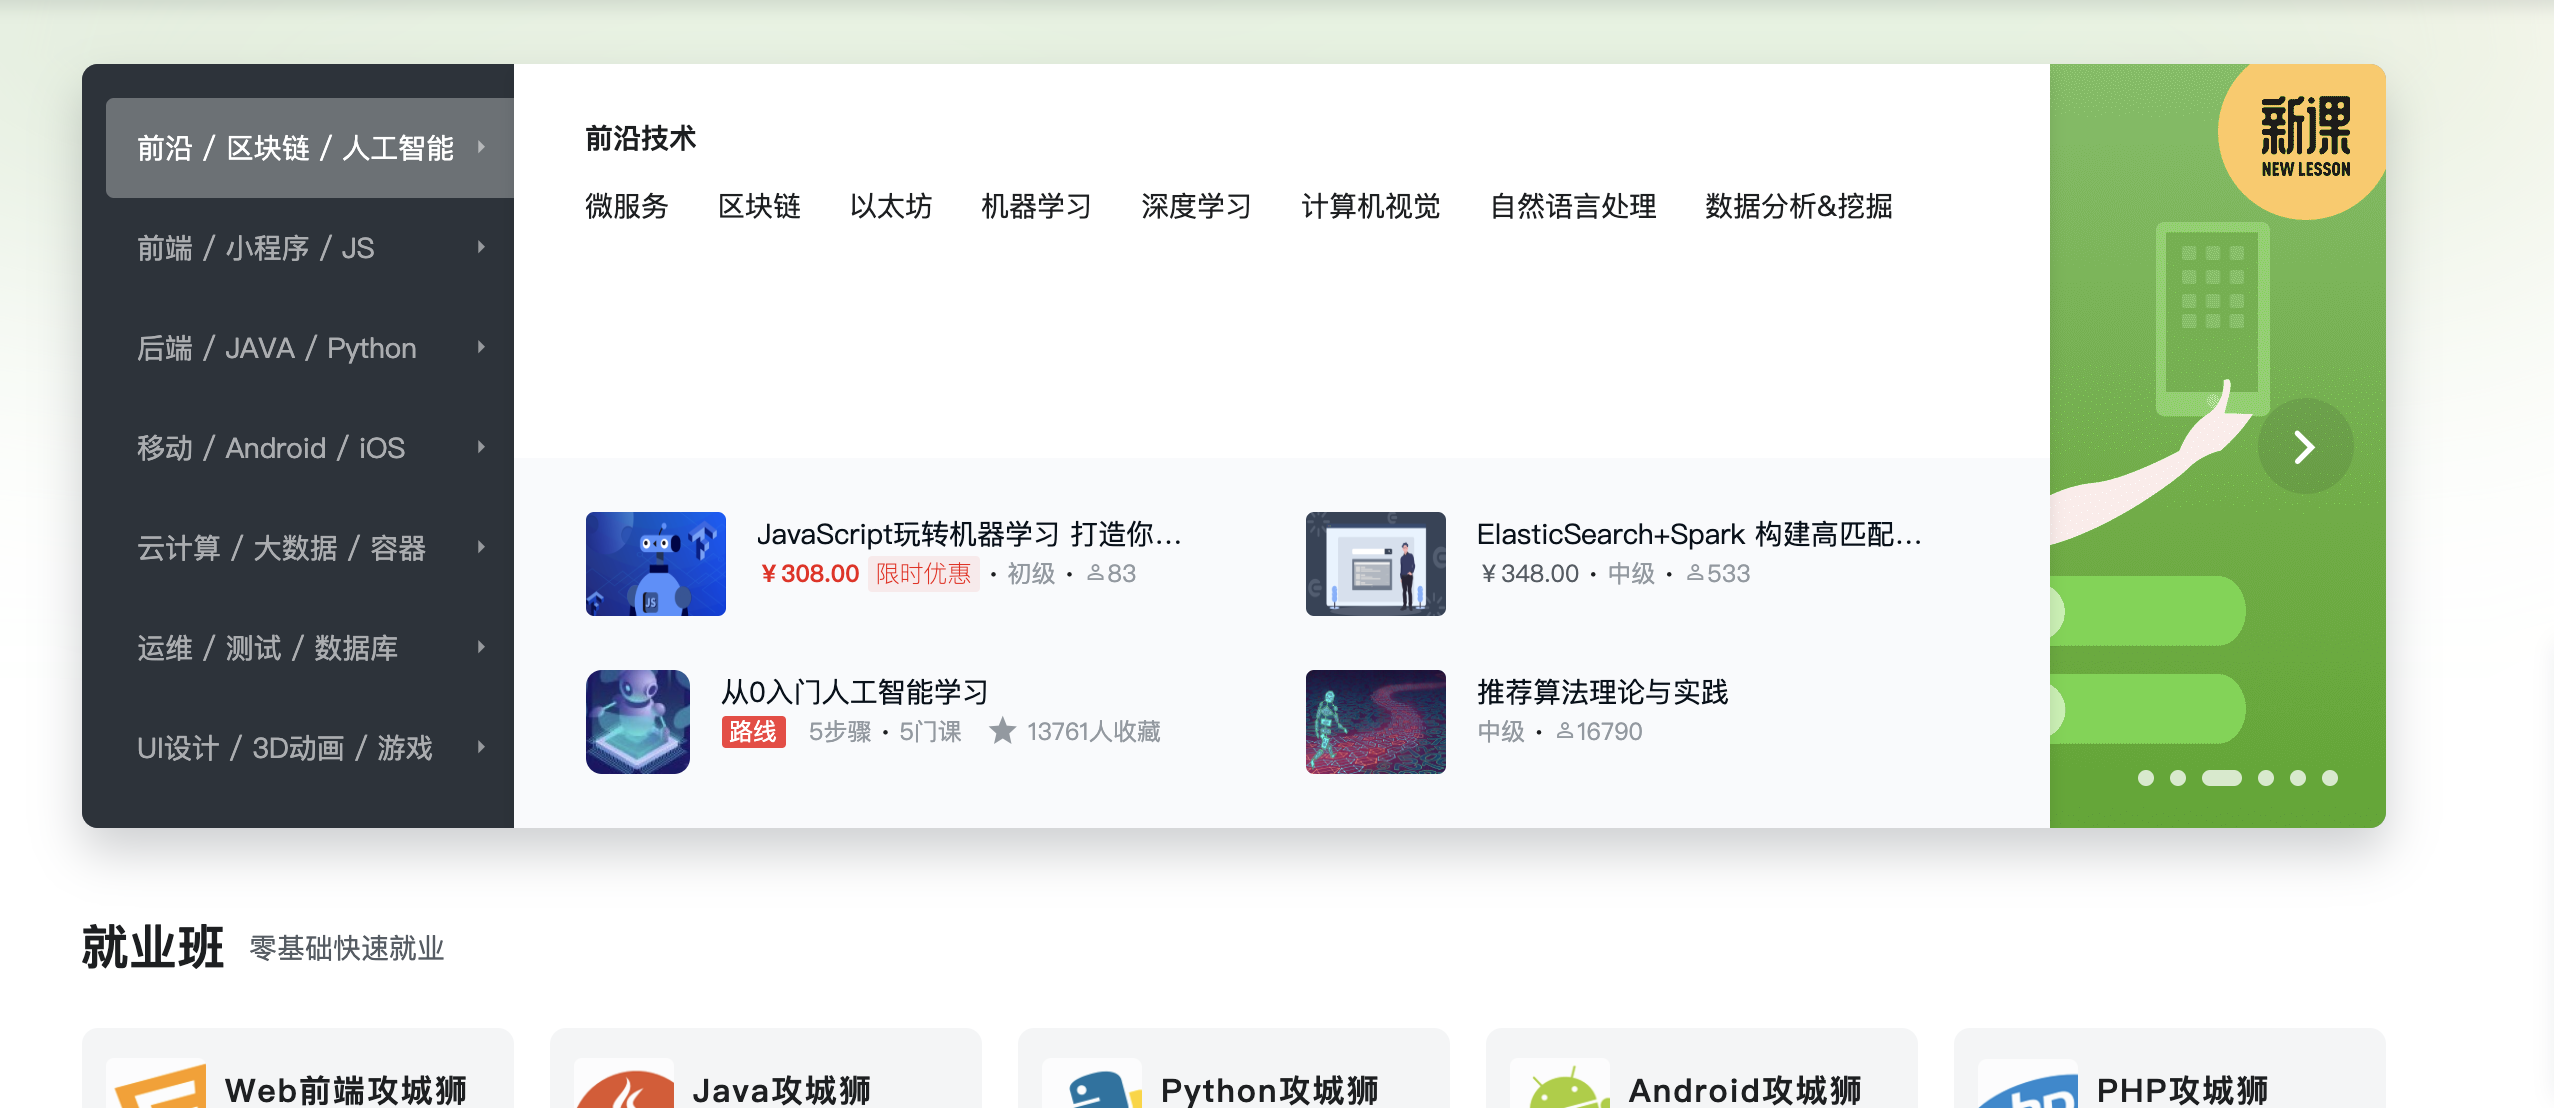 前沿 / 区块链 / 人工智能
前端 / 小程序 / JS
后端 / JAVA / Python
移动 / Android / iOS
云计算 / 大数据 / 容器
运维 / 测试 / 数据库
UI设计 / 3D动画 / 游戏
前沿技术
微服务 区块链 以太坊 机器学习 深度学习 计算机视觉 自然语言处理 数据分析&挖掘
JavaScript玩转机器学习 打造你...
￥308.00 限时优惠 · 初级 · 83
JS
ElasticSearch+Spark 构建高匹配...
￥348.00 · 中级 · 533
从0入门人工智能学习
路线 5步骤 · 5门课 ★ 13761人收藏
推荐算法理论与实践
中级 · 16790
新课
NEW LESSON
就业班 零基础快速就业
Web前端攻城狮
Java攻城狮
Python攻城狮
Android攻城狮
php
PHP攻城狮